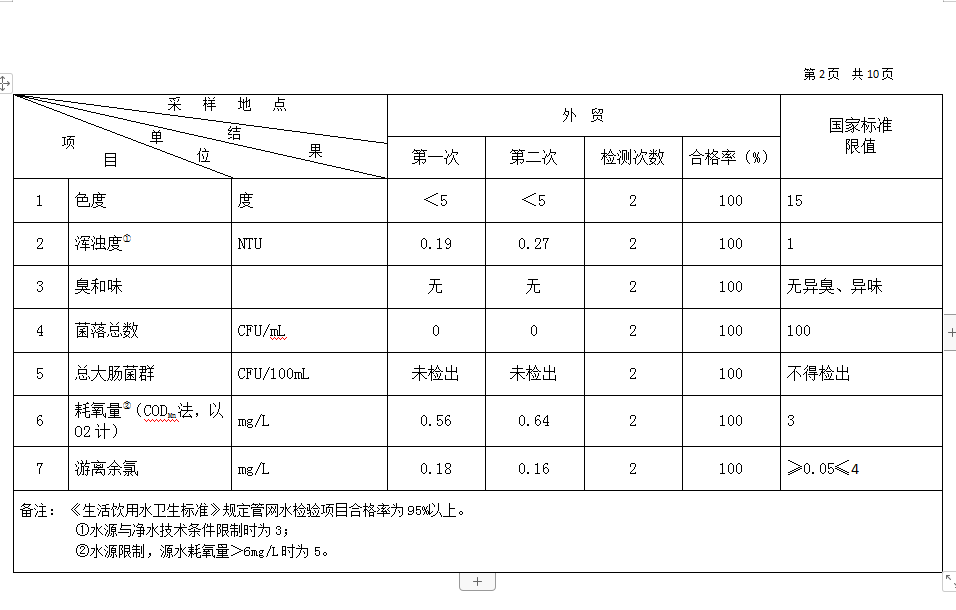 第2页 共10页
采 样 地 点
外 贸
国家标准
限值
结
果
单
位
项
目
第一次 第二次 检测次数 合格率（%）
1 色度 度 ＜5 ＜5 2 100 15
2 浑浊度① NTU 0.19 0.27 2 100 1
3 臭和味 无 无 2 100 无异臭、异味
4 菌落总数 CFU/mL 0 0 2 100 100
5 总大肠菌群 CFU/100mL 未检出 未检出 2 100 不得检出
6 耗氧量②（CODMn法，以 mg/L 0.56 0.64 2 100 3
O2计）
7 游离余氯 mg/L 0.18 0.16 2 100 ≥0.05≤4
备注： 《生活饮用水卫生标准》规定管网水检验项目合格率为95%以上。
①水源与净水技术条件限制时为3；
②水源限制，源水耗氧量＞6mg/L时为5。